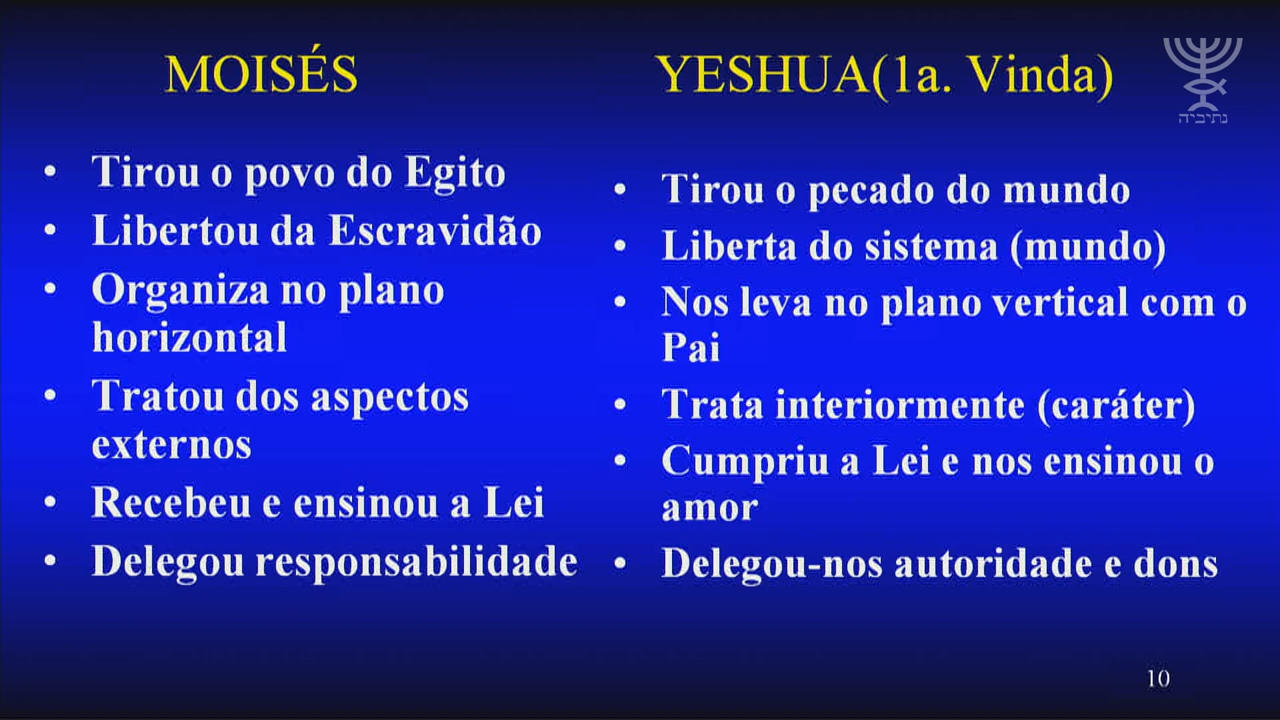 MOISÉS
• Tirou o povo do Egito
• Libertou da Escravidão
• Organiza no plano
horizontal
• Tratou dos aspectos
externos
• Recebeu e ensinou a Lei
• Delegou responsabilidade
YESHUA(1a. Vinda)
• Tirou o pecado do mundo
• Liberta do sistema (mundo)
• Nos leva no plano vertical com o
Pai
• Trata interiormente (caráter)
• Cumpriu a Lei e nos ensinou o
amor
• Delegou-nos autoridade e dons
נתיביה
10